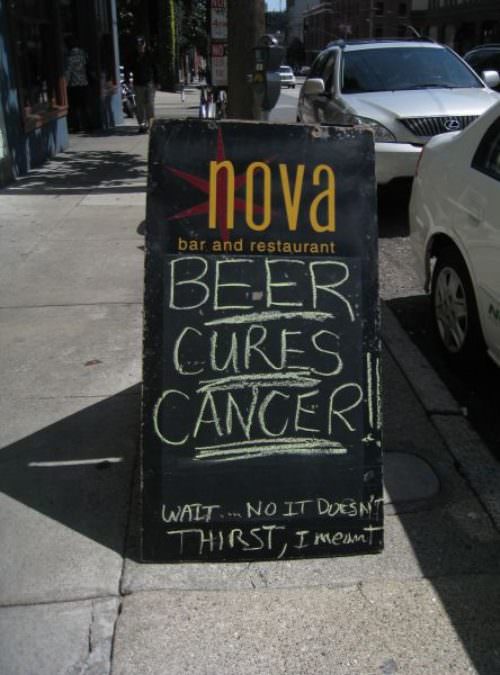 nova
bar and restaurant
BEER
CURES
CANCER!!
WAIT... NO IT DOESN'T
THIRST, I meant.